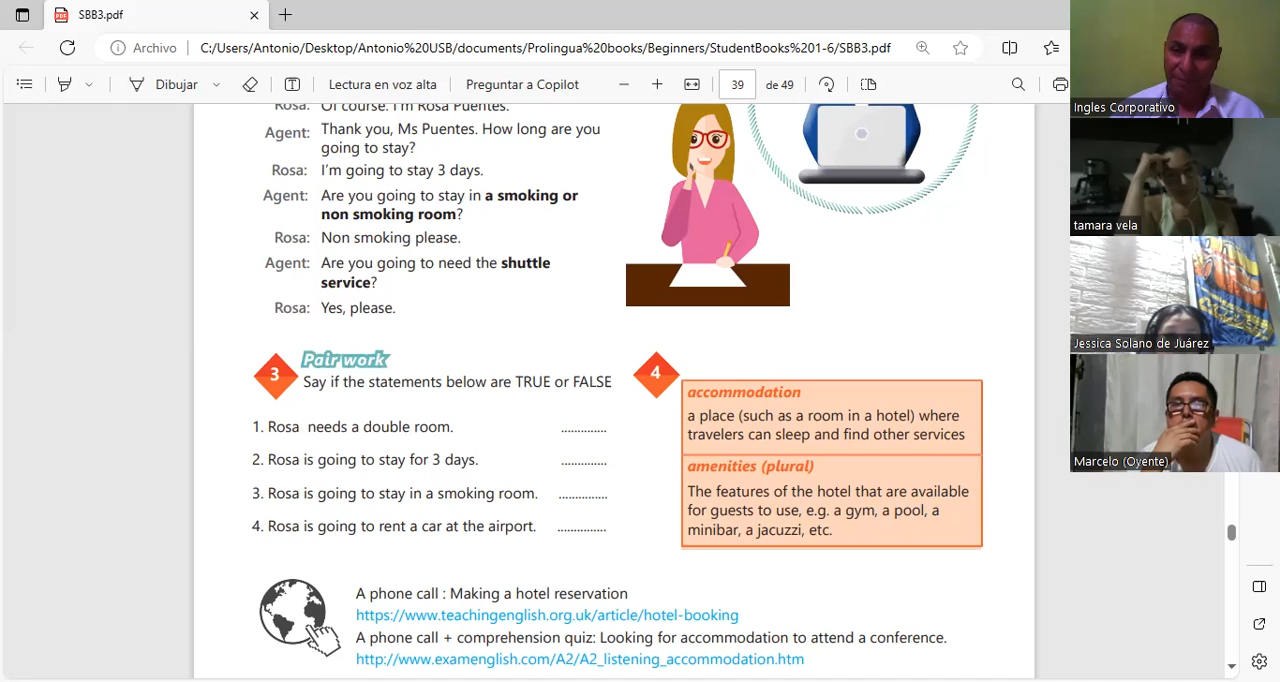 SBB3.pdf
Archivo
C:/Users/Antonio/Desktop/Antonio%20USB/documents/Prolingua%20books/Beginners/StudentBooks%201-6/SBB3.pdf
Dibujar
Lectura en voz alta
Preguntar a Copilot
39
de 49
Rosa: Of course. I'm Rosa Puentes.
Agent: Thank you, Ms Puentes. How long are you
going to stay?
Rosa: I'm going to stay 3 days.
Agent: Are you going to stay in a smoking or
non smoking room?
Rosa: Non smoking please.
Agent: Are you going to need the shuttle
service?
Rosa: Yes, please.
3
Pair work
Say if the statements below are TRUE or FALSE
1. Rosa needs a double room. ..............
2. Rosa is going to stay for 3 days. ..............
3. Rosa is going to stay in a smoking room. ..............
4. Rosa is going to rent a car at the airport. ..............
4
accommodation
a place (such as a room in a hotel) where
travelers can sleep and find other services
amenities (plural)
The features of the hotel that are available
for guests to use, e.g. a gym, a pool, a
minibar, a jacuzzi, etc.
A phone call : Making a hotel reservation
https://www.teachingenglish.org.uk/article/hotel-booking
A phone call + comprehension quiz: Looking for accommodation to attend a conference.
http://www.examenglish.com/A2/A2_listening_accommodation.htm
Ingles Corporativo
tamara vela
Jessica Solano de Juárez
Marcelo (Oyente)